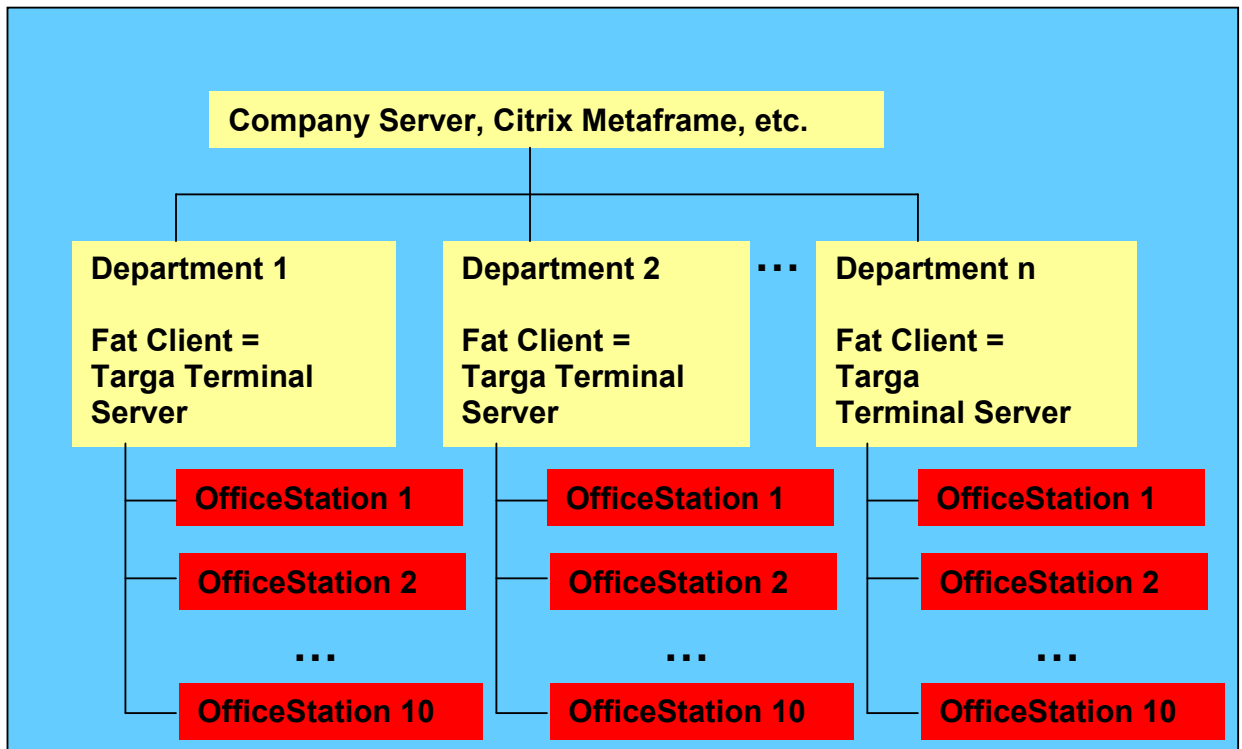 Company Server, Citrix Metaframe, etc.
Department 1
Fat Client =
Targa Terminal
Server
Department 2
Fat Client =
Targa Terminal
Server
...
Department n
Fat Client =
Targa
Terminal Server
OfficeStation 1
OfficeStation 2
...
OfficeStation 10
OfficeStation 1
OfficeStation 2
...
OfficeStation 10
OfficeStation 1
OfficeStation 2
...
OfficeStation 10